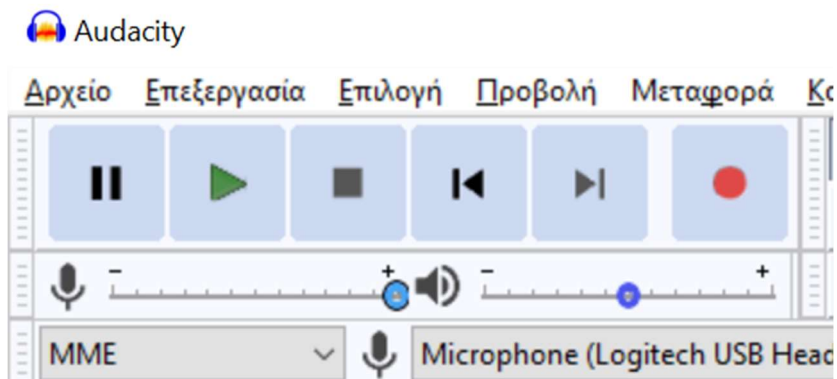 Audacity
Αρχείο Επεξεργασία Επιλογή Προβολή Μεταφορά
- + - +
MME Microphone (Logitech USB Head